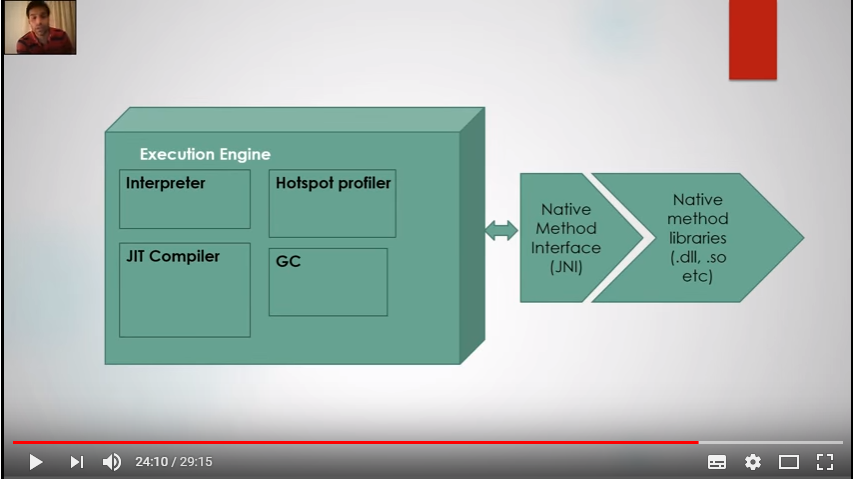 Execution Engine
Interpreter
Hotspot profiler
JIT Compiler
GC
Native
Method
Interface
(JNI)
Native
method
libraries
(.dll, .so
etc)
24:10 / 29:15